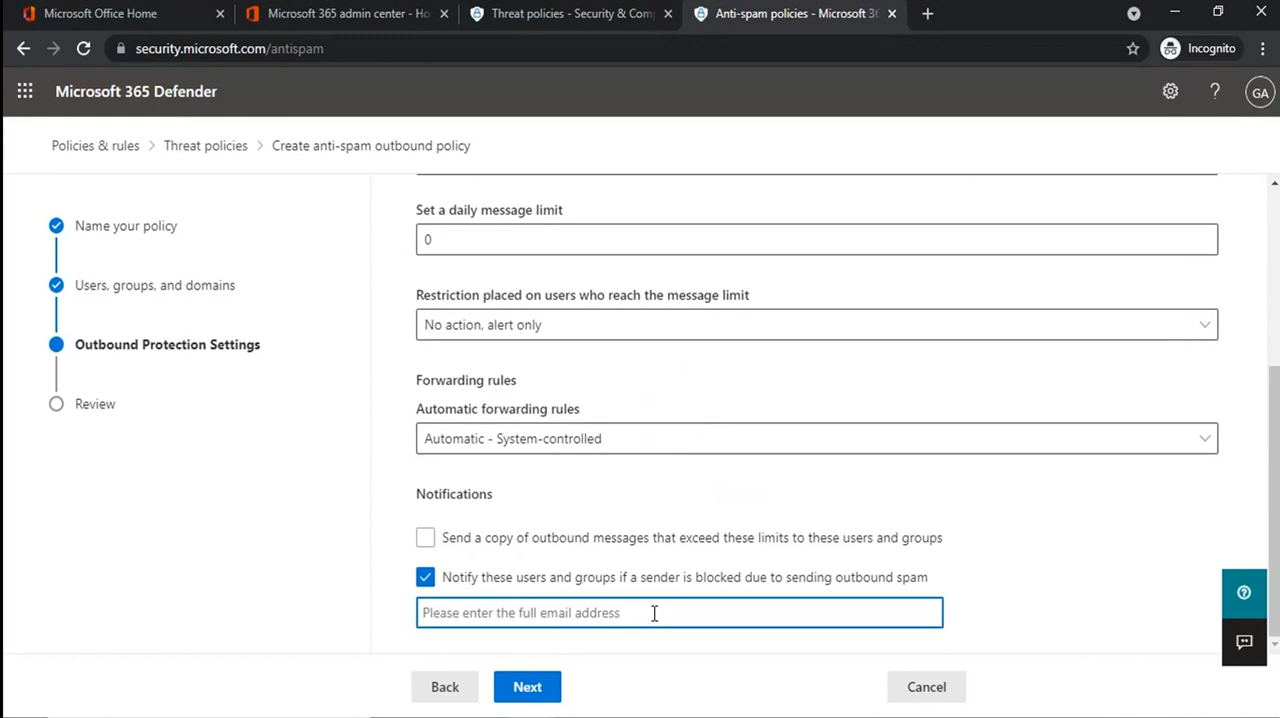 Microsoft Office Home
Microsoft 365 admin center - Ho
Threat policies - Security & Comp
Anti-spam policies - Microsoft 36
security.microsoft.com/antispam
Incognito
Microsoft 365 Defender
GA
Policies & rules > Threat policies > Create anti-spam outbound policy
Name your policy
Users, groups, and domains
Outbound Protection Settings
Review
Set a daily message limit
0
Restriction placed on users who reach the message limit
No action, alert only
Forwarding rules
Automatic forwarding rules
Automatic - System-controlled
Notifications
Send a copy of outbound messages that exceed these limits to these users and groups
Notify these users and groups if a sender is blocked due to sending outbound spam
Please enter the full email address
Back
Next
Cancel